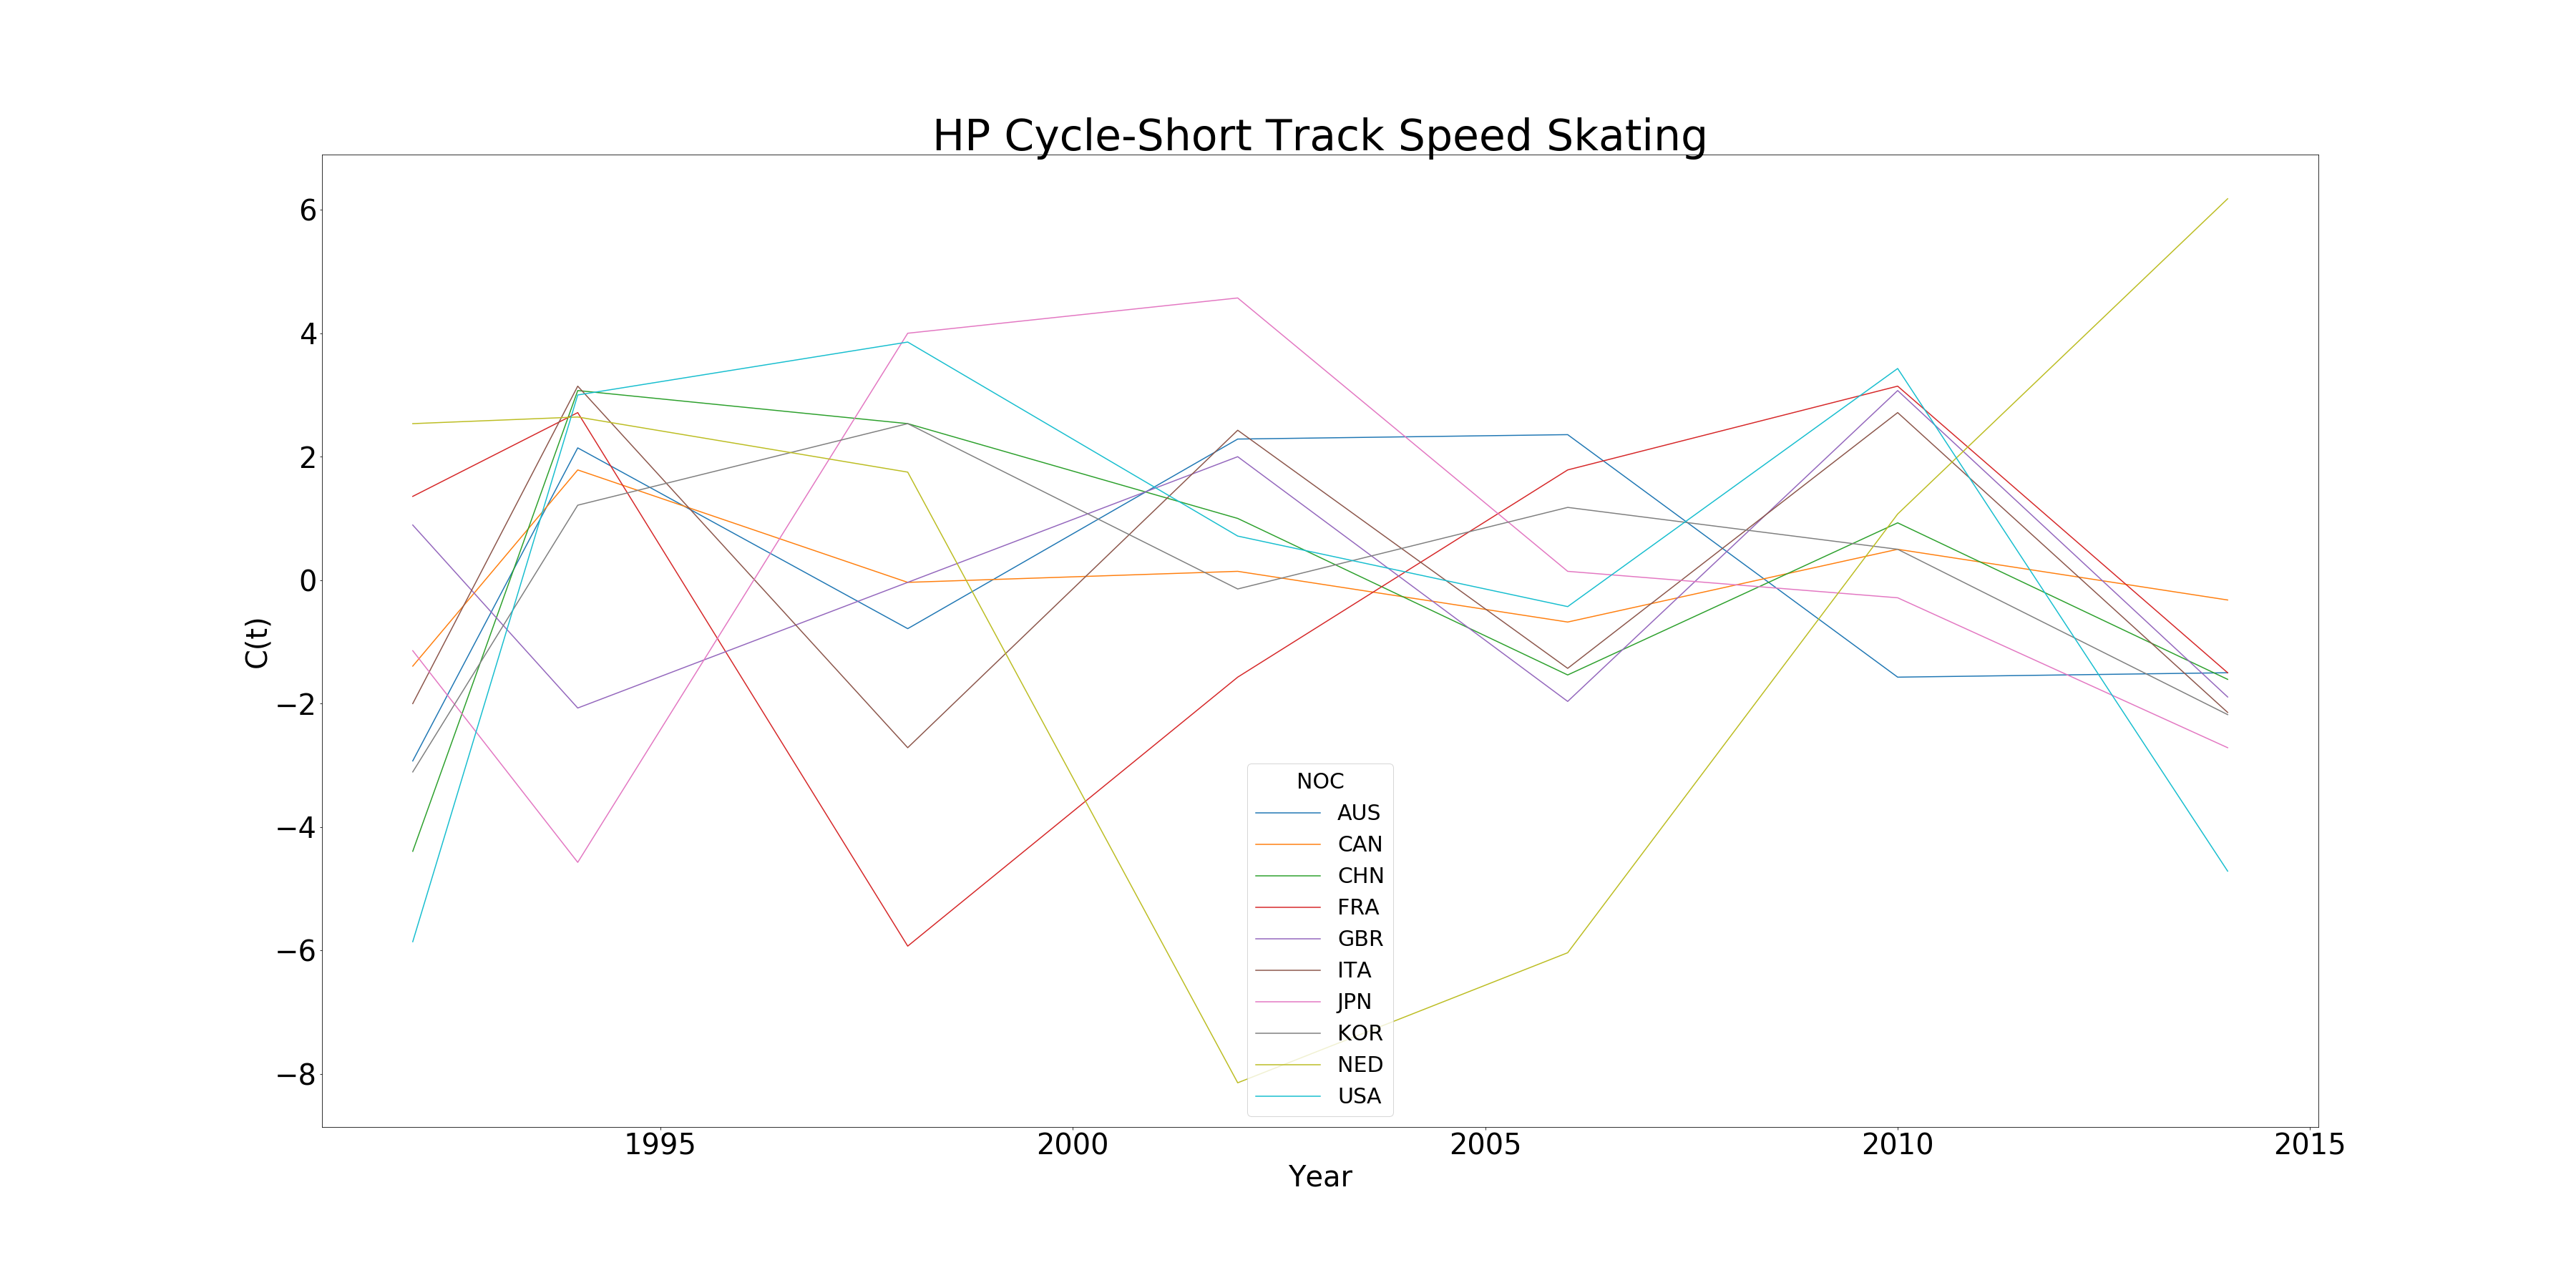 HP Cycle-Short Track Speed Skating
6
4
2
0
−2
−4
−6
−8
C(t)
NOC
AUS
CAN
CHN
FRA
GBR
ITA
JPN
KOR
NED
USA
1995 2000 2005 2010 2015
Year